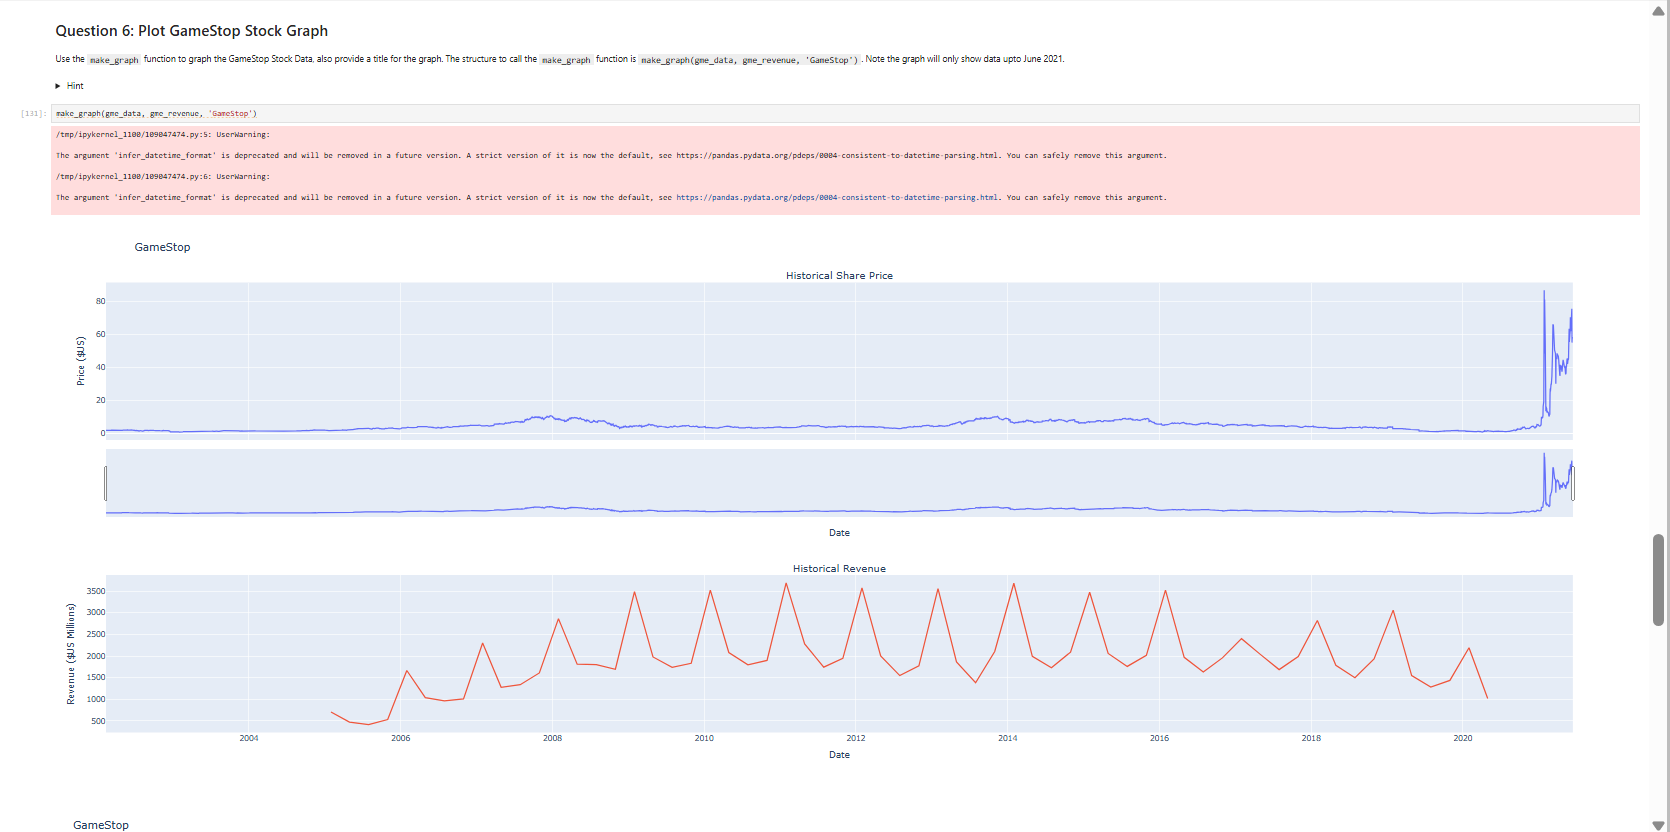 Question 6: Plot GameStop Stock Graph
Use the make_graph function to graph the GameStop Stock Data, also provide a title for the graph. The structure to call the make_graph function is make_graph(gme_data, gme_revenue, 'GameStop') . Note the graph will only show data upto June 2021.
Hint
[131]: make_graph(gme_data, gme_revenue, 'GameStop')
/tmp/ipykernel_1100/109047474.py:5: UserWarning:
The argument 'infer_datetime_format' is deprecated and will be removed in a future version. A strict version of it is now the default, see https://pandas.pydata.org/pdeps/0004-consistent-to-datetime-parsing.html. You can safely remove this argument.
/tmp/ipykernel_1100/109047474.py:6: UserWarning:
The argument 'infer_datetime_format' is deprecated and will be removed in a future version. A strict version of it is now the default, see https://pandas.pydata.org/pdeps/0004-consistent-to-datetime-parsing.html. You can safely remove this argument.
GameStop
Historical Share Price
80
60
40
20
0
Price ($US)
Date
Historical Revenue
3500
3000
2500
2000
1500
1000
500
Revenue ($US Millions)
2004 2006 2008 2010 2012 2014 2016 2018 2020
Date
GameStop